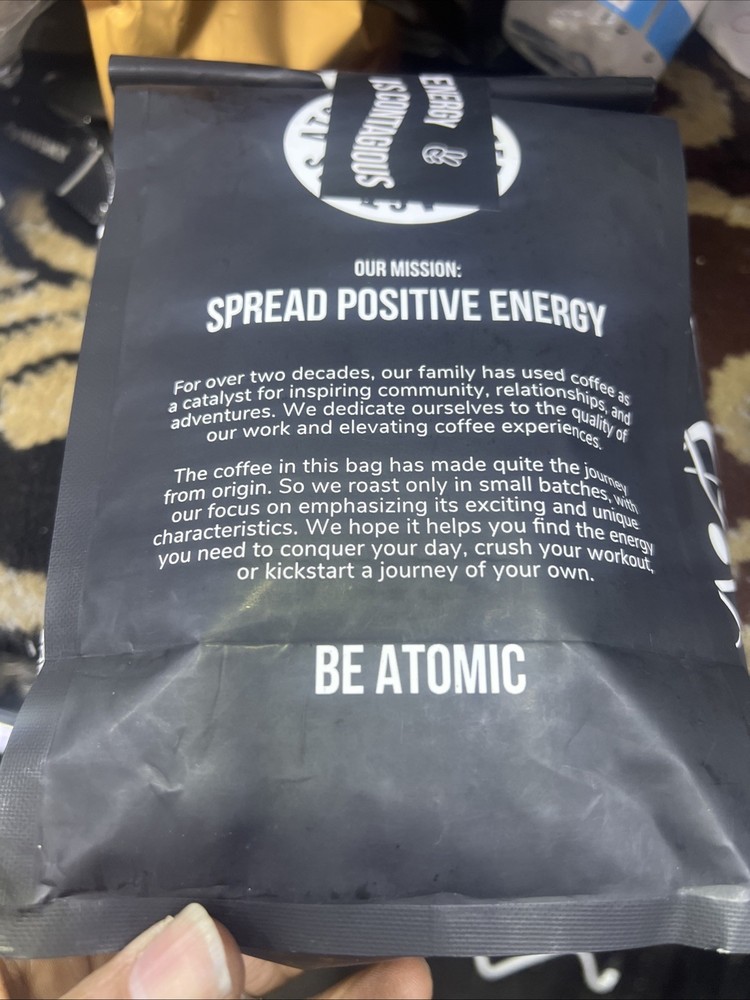 ENERGY
IS CONTAGIOUS
OUR MISSION:
SPREAD POSITIVE ENERGY
For over two decades, our family has used coffee as
a catalyst for inspiring community, relationships, and
adventures. We dedicate ourselves to the quality of
our work and elevating coffee experiences.
The coffee in this bag has made quite the journey
from origin. So we roast only in small batches, with
our focus on emphasizing its exciting and unique
characteristics. We hope it helps you find the energy
you need to conquer your day, crush your workout,
or kickstart a journey of your own.
BE ATOMIC